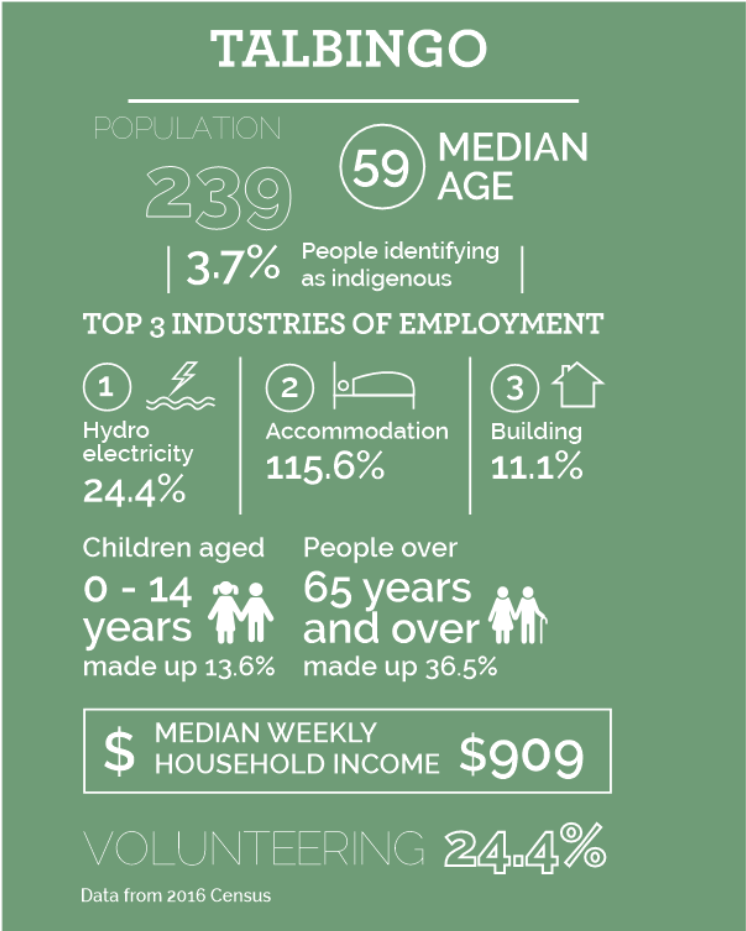 TALBINGO
POPULATION
239
59
MEDIAN
AGE
3.7%
People identifying
as indigenous
TOP 3 INDUSTRIES OF EMPLOYMENT
1
Hydro
electricity
24.4%
2
Accommodation
115.6%
3
Building
11.1%
Children aged
0 - 14
years
made up 13.6%
People over
65 years
and over
made up 36.5%
$
MEDIAN WEEKLY
HOUSEHOLD INCOME
$909
VOLUNTEERING 24.4%
Data from 2016 Census